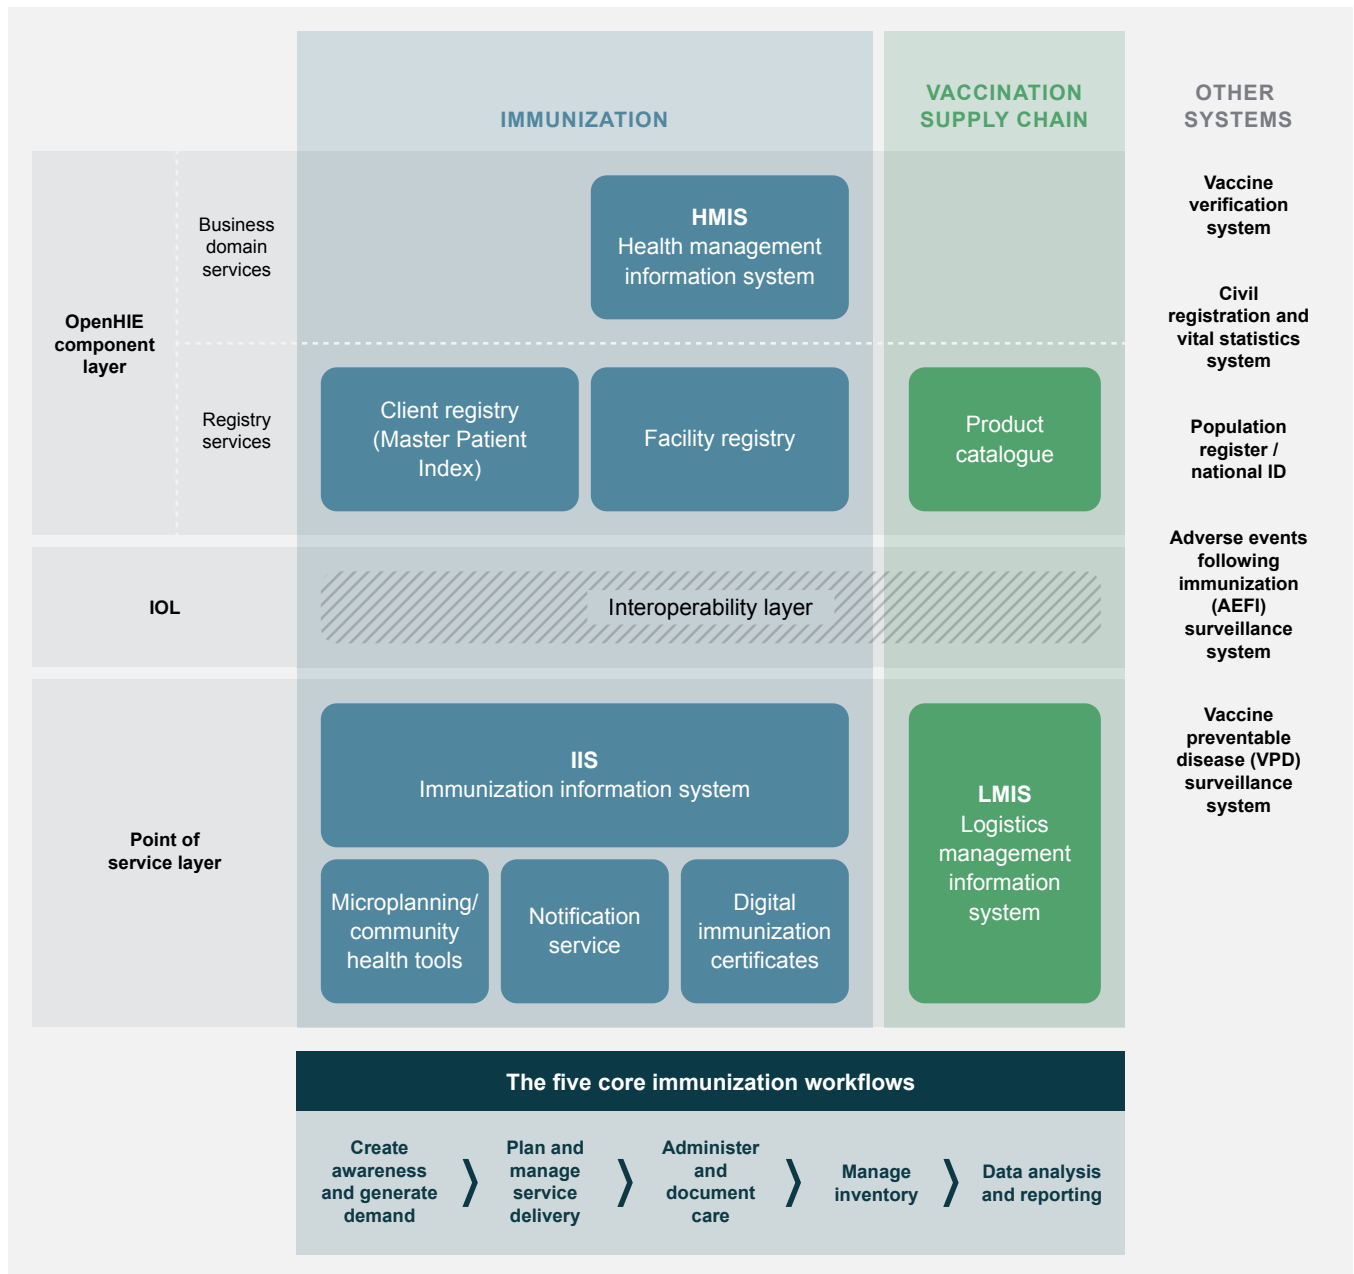 IMMUNIZATION
VACCINATION
SUPPLY CHAIN
OTHER
SYSTEMS
OpenHIE
component
layer
Business
domain
services
HMIS
Health management
information system
Registry
services
Client registry
(Master Patient
Index)
Facility registry
Product
catalogue
IOL
Interoperability layer
Point of
service layer
IIS
Immunization information system
Microplanning/
community
health tools
Notification
service
Digital
immunization
certificates
LMIS
Logistics
management
information
system
Vaccine
verification
system
Civil
registration and
vital statistics
system
Population
register /
national ID
Adverse events
following
immunization
(AEFI)
surveillance
system
Vaccine
preventable
disease (VPD)
surveillance
system
The five core immunization workflows
Create
awareness
and generate
demand
Plan and
manage
service
delivery
Administer
and
document
care
Manage
inventory
Data analysis
and reporting